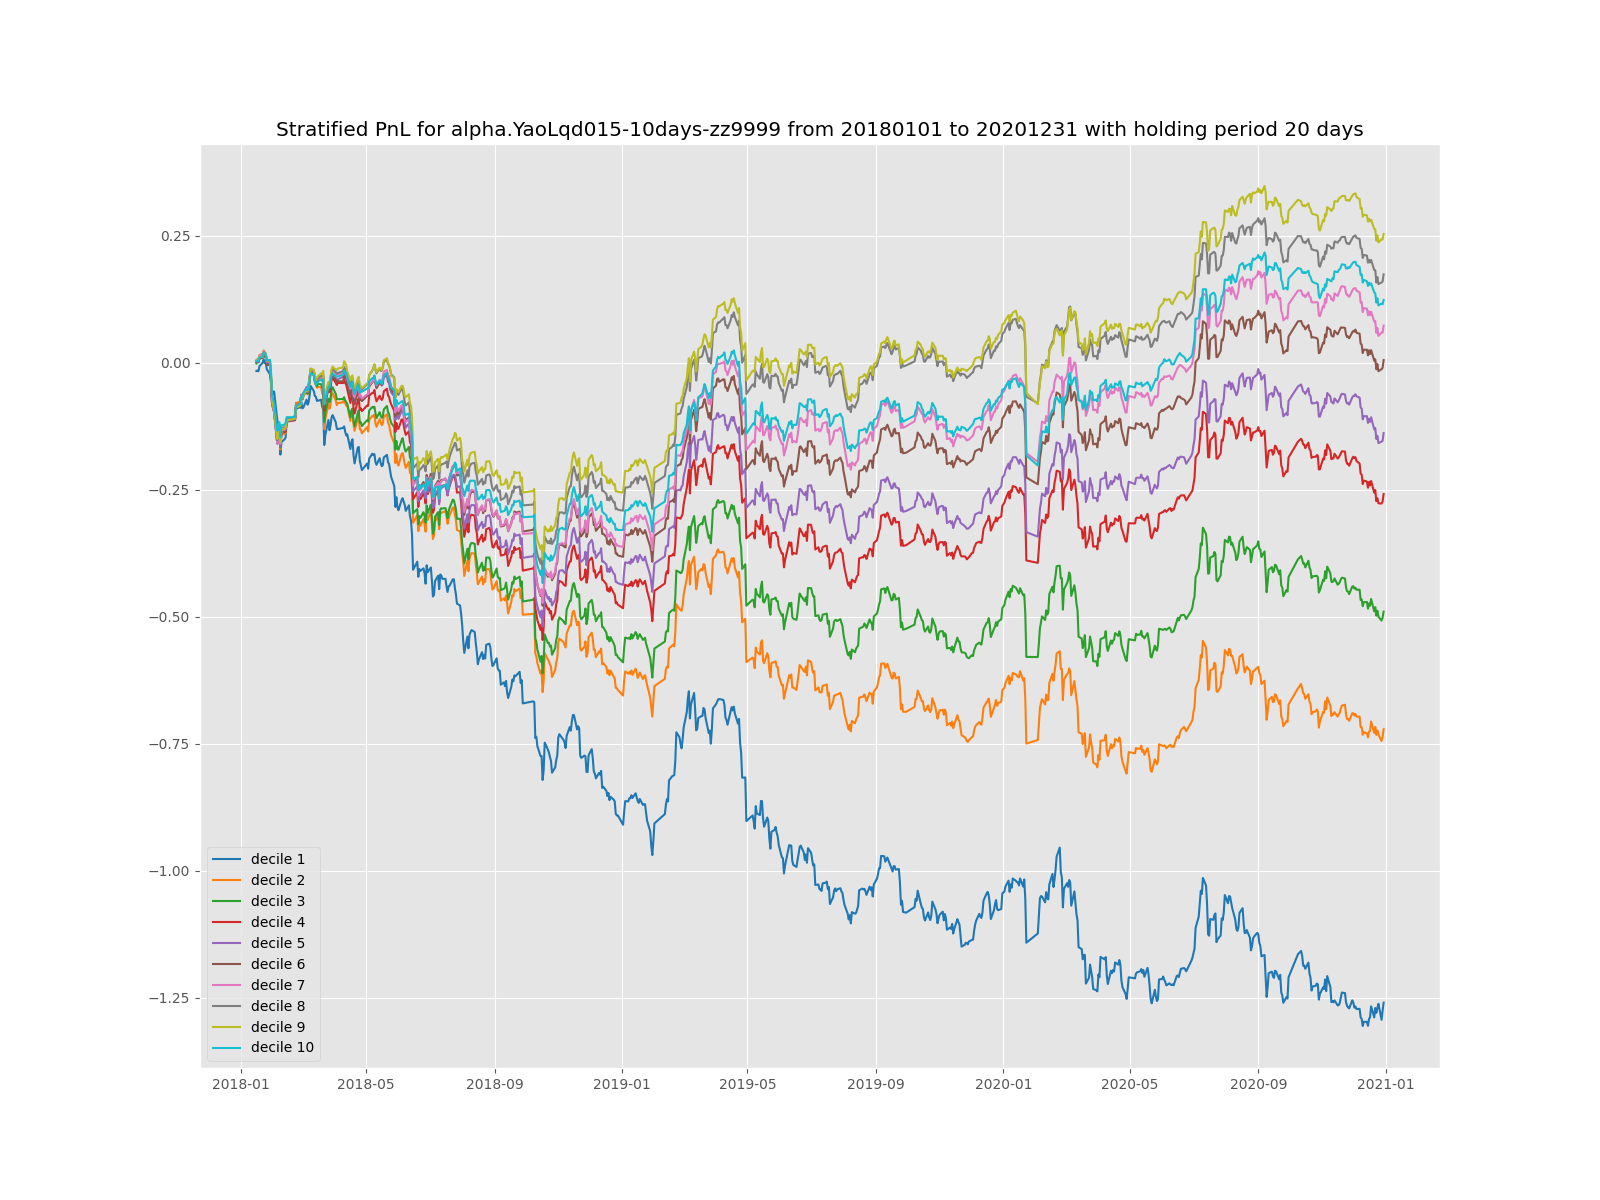 Stratified PnL for alpha.YaoLqd015-10days-zz9999 from 20180101 to 20201231 with holding period 20 days
0.25
0.00
−0.25
−0.50
−0.75
−1.00
−1.25
decile 1
decile 2
decile 3
decile 4
decile 5
decile 6
decile 7
decile 8
decile 9
decile 10
2018-01 2018-05 2018-09 2019-01 2019-05 2019-09 2020-01 2020-05 2020-09 2021-01